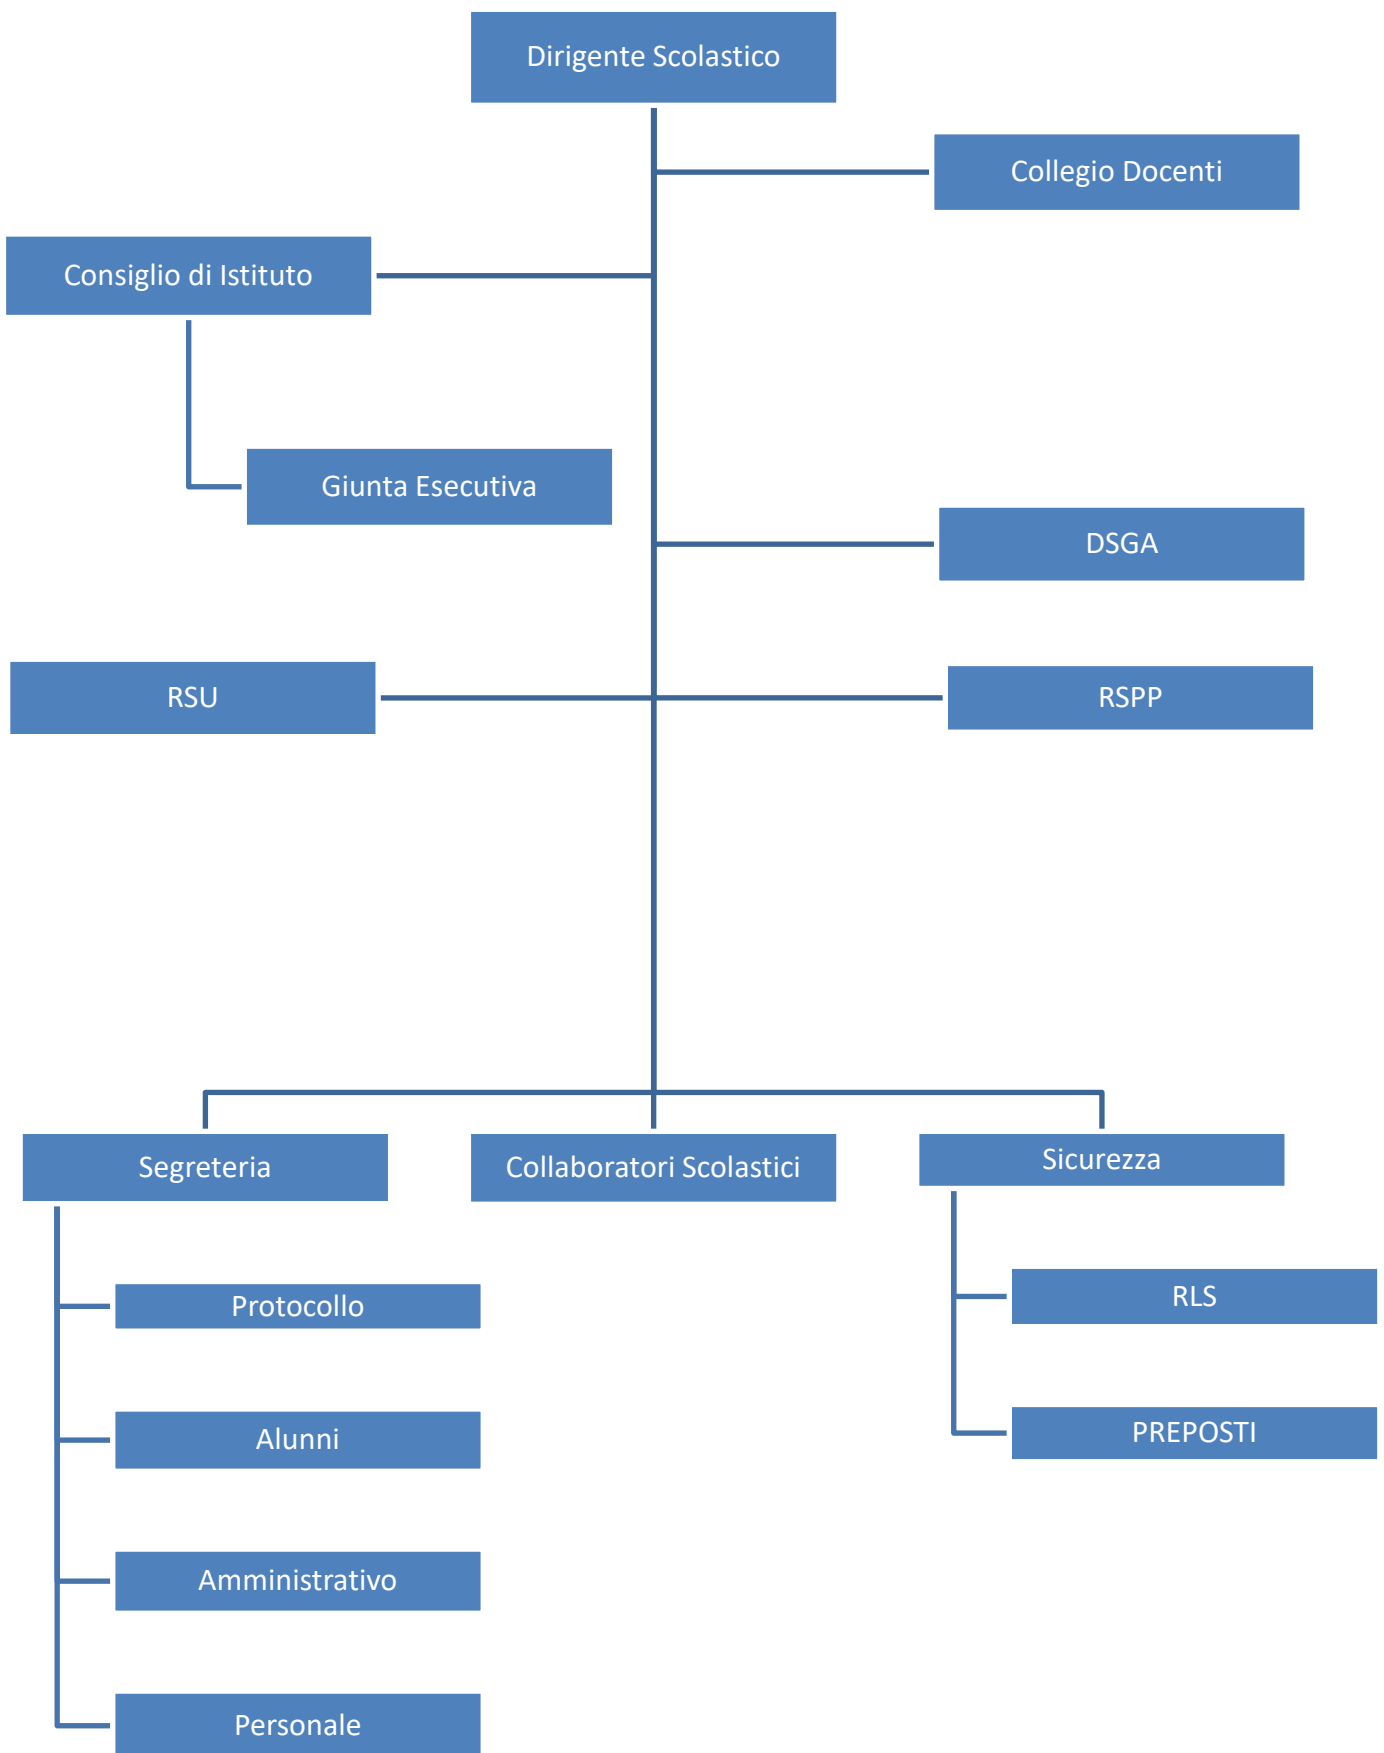 Dirigente Scolastico
Collegio Docenti
Consiglio di Istituto
Giunta Esecutiva
DSGA
RSU
RSPP
Segreteria
Collaboratori Scolastici
Sicurezza
Protocollo
RLS
Alunni
PREPOSTI
Amministrativo
Personale